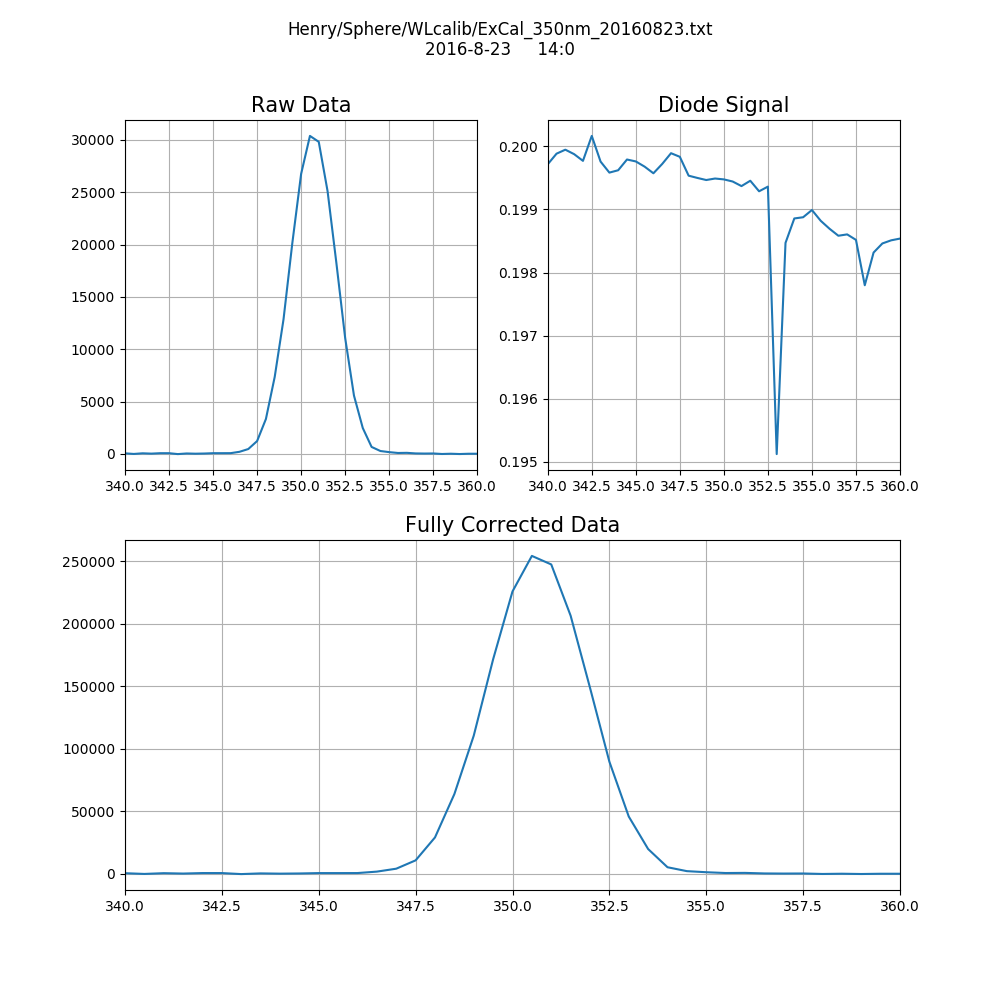 Henry/Sphere/WLcalib/ExCal_350nm_20160823.txt
2016-8-23 14:0
Raw Data
30000
25000
20000
15000
10000
5000
0
340.0 342.5 345.0 347.5 350.0 352.5 355.0 357.5 360.0
Diode Signal
0.200
0.199
0.198
0.197
0.196
0.195
340.0 342.5 345.0 347.5 350.0 352.5 355.0 357.5 360.0
Fully Corrected Data
250000
200000
150000
100000
50000
0
340.0 342.5 345.0 347.5 350.0 352.5 355.0 357.5 360.0